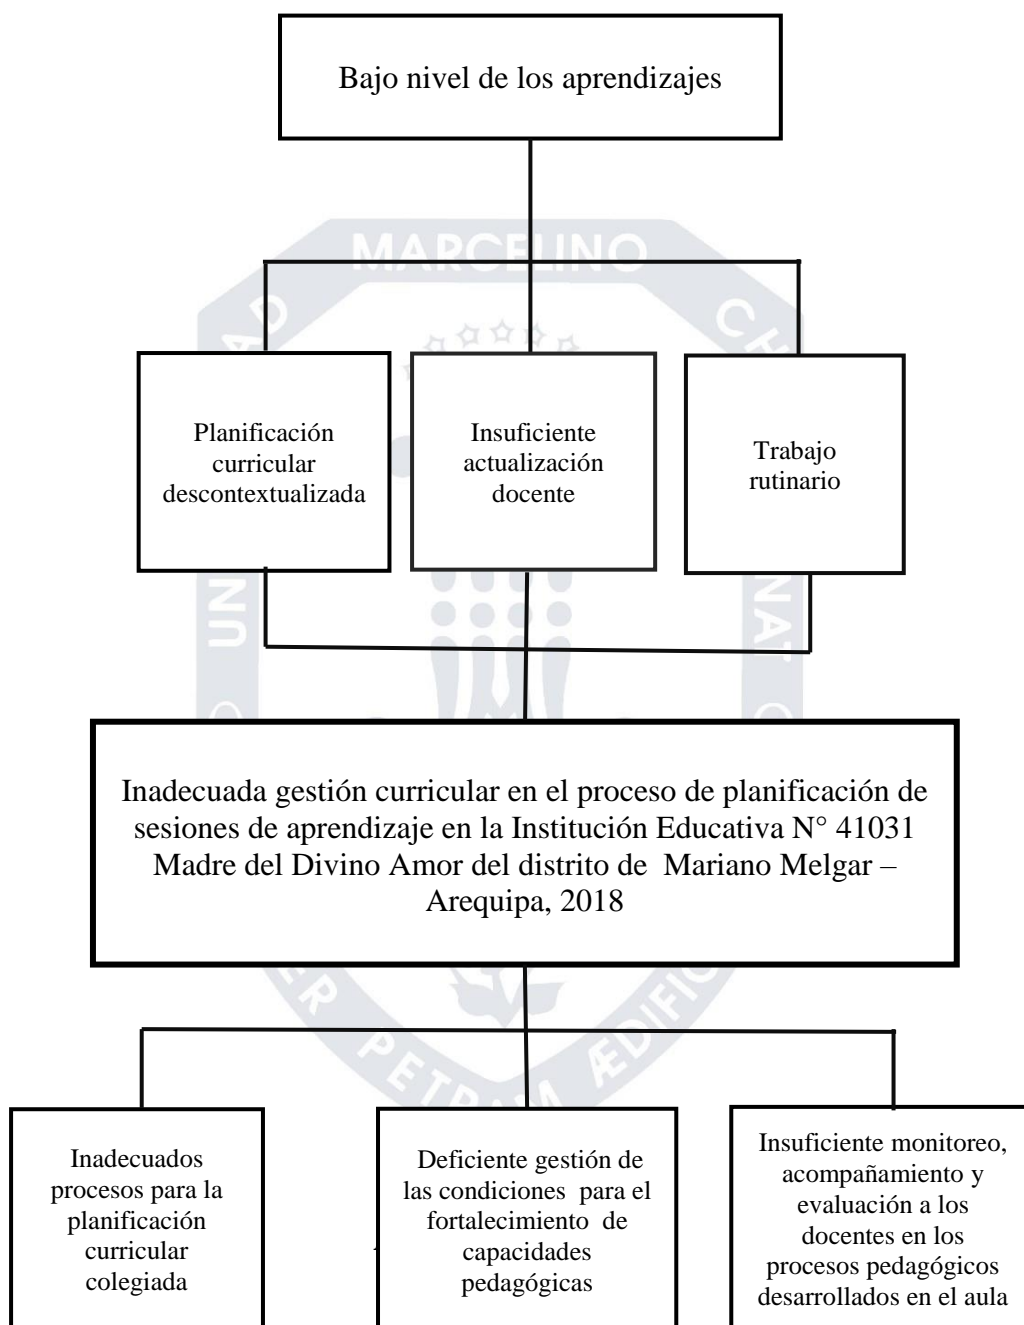 Bajo nivel de los aprendizajes
MARCELINO
Planificación
curricular
descontextualizada
Insuficiente
actualización
docente
Trabajo
rutinario
Inadecuada gestión curricular en el proceso de planificación de
sesiones de aprendizaje en la Institución Educativa N° 41031
Madre del Divino Amor del distrito de Mariano Melgar –
Arequipa, 2018
PETRAM
Inadecuados
procesos para la
planificación
curricular
colegiada
Deficiente gestión de
las condiciones para el
fortalecimiento de
capacidades
pedagógicas
Insuficiente monitoreo,
acompañamiento y
evaluación a los
docentes en los
procesos pedagógicos
desarrollados en el aula